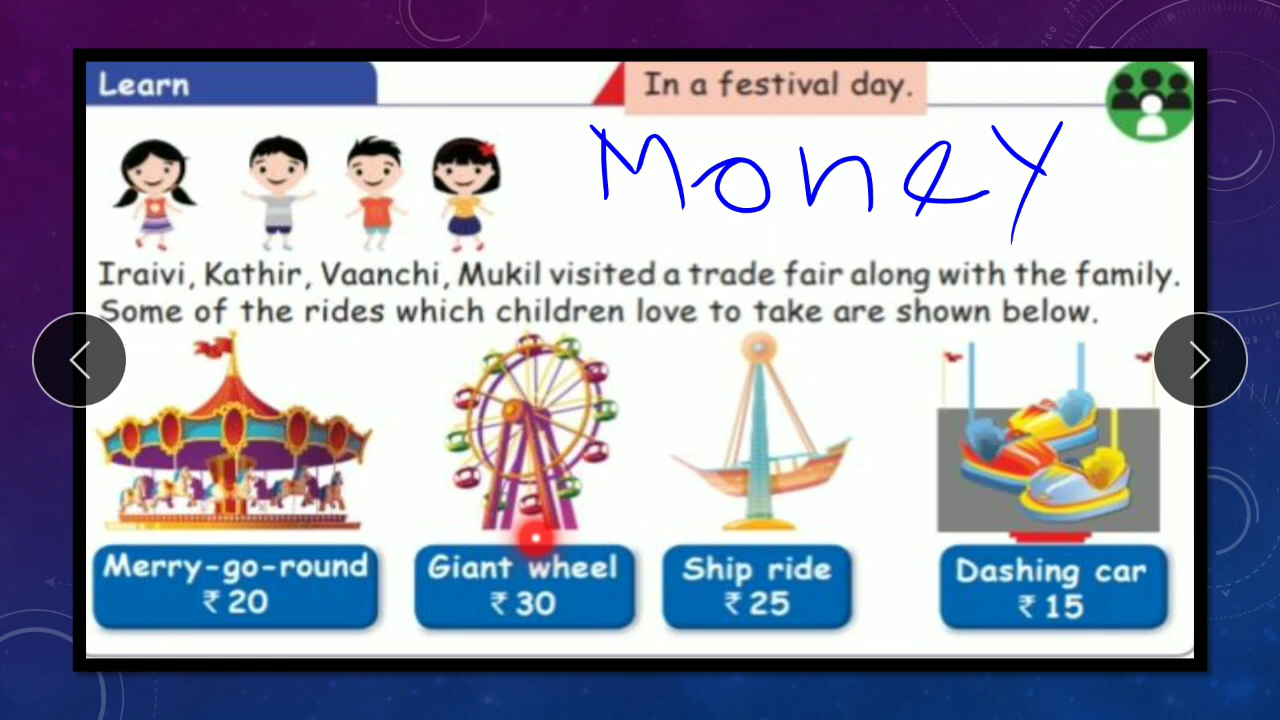 Learn
In a festival day.
Money
Iraivi, Kathir, Vaanchi, Mukil visited a trade fair along with the family.
Some of the rides which children love to take are shown below.
Merry-go-round
₹ 20
Giant wheel
₹ 30
Ship ride
₹ 25
Dashing car
₹ 15